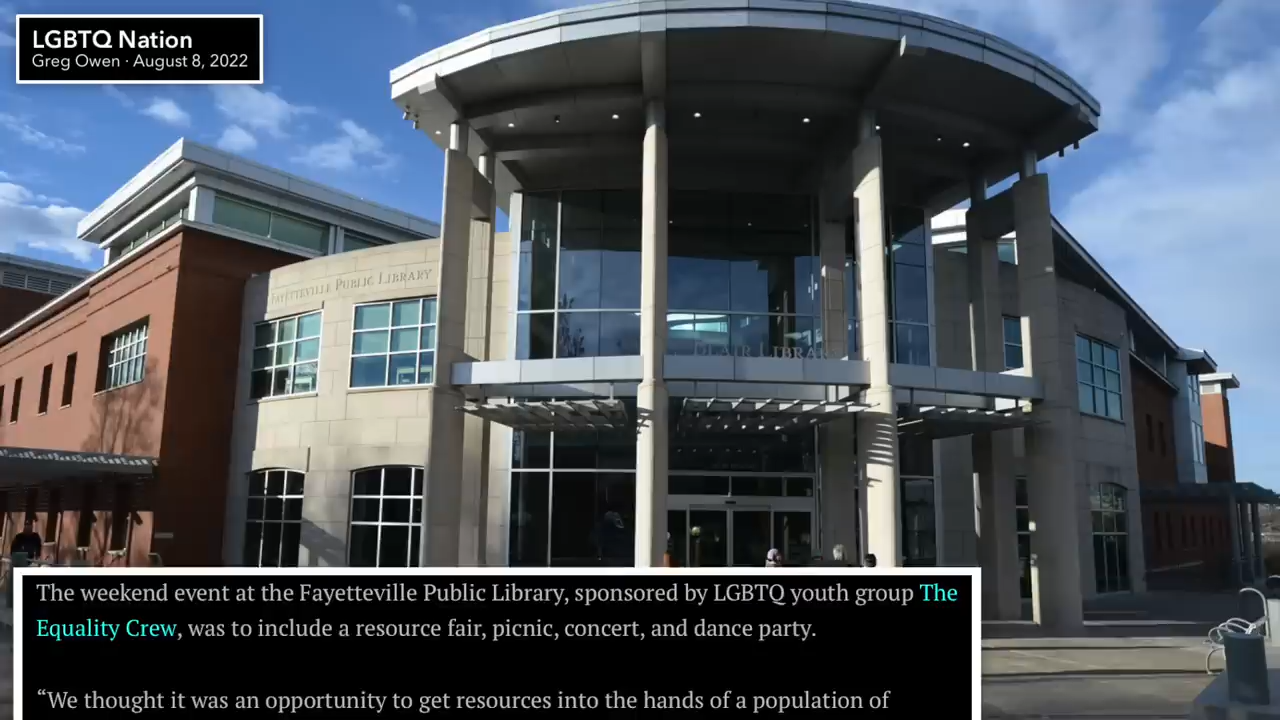 LGBTQ Nation
Greg Owen · August 8, 2022
FAYETTEVILLE PUBLIC LIBRARY
BLAIR LIBRARY
The weekend event at the Fayetteville Public Library, sponsored by LGBTQ youth group The
Equality Crew, was to include a resource fair, picnic, concert, and dance party.
“We thought it was an opportunity to get resources into the hands of a population of